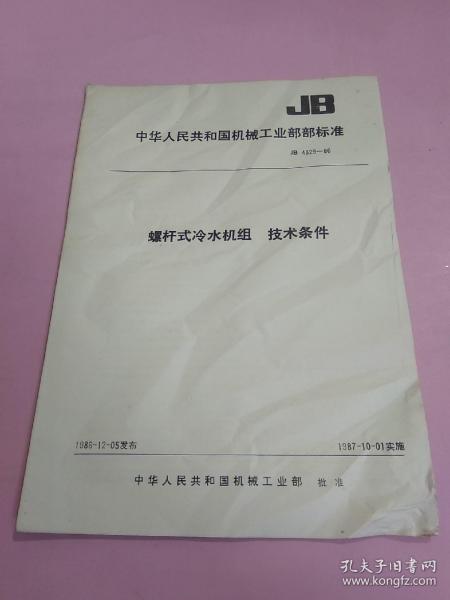 JB
中华人民共和国机械工业部部标准
螺杆式冷水机组 技术条件
1986-12-05发布
1987-10-01实施
中华人民共和国机械工业部 批准
孔夫子旧书网
www.kongfz.com